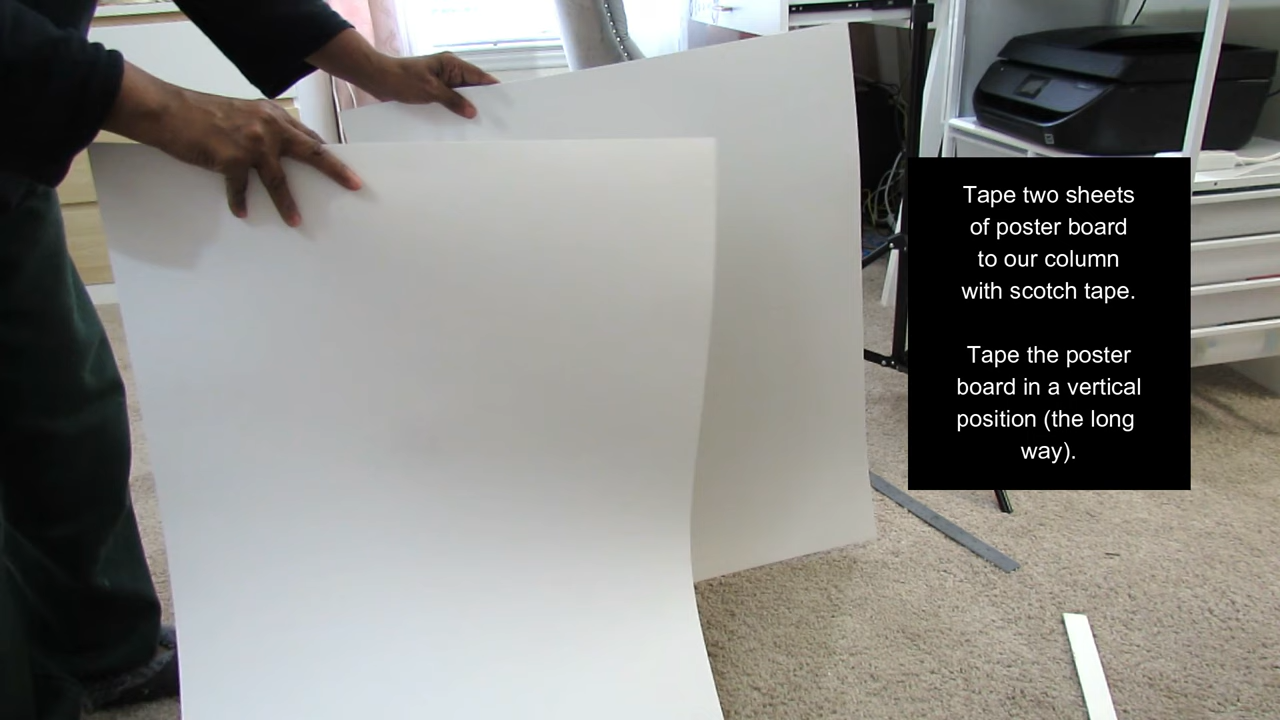 Tape two sheets
of poster board
to our column
with scotch tape.
Tape the poster
board in a vertical
position (the long
way).